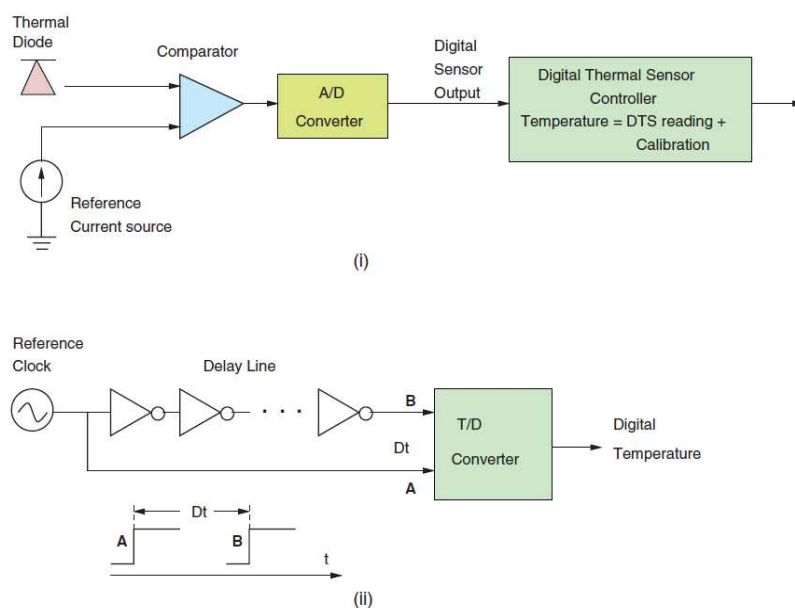 Thermal
Diode
Comparator
A/D
Converter
Digital
Sensor
Output
Digital Thermal Sensor
Controller
Temperature = DTS reading +
Calibration
Reference
Current source
(i)
Reference
Clock
Delay Line
. . .
B
Dt
A
T/D
Converter
Digital
Temperature
Dt
A
B
t
(ii)